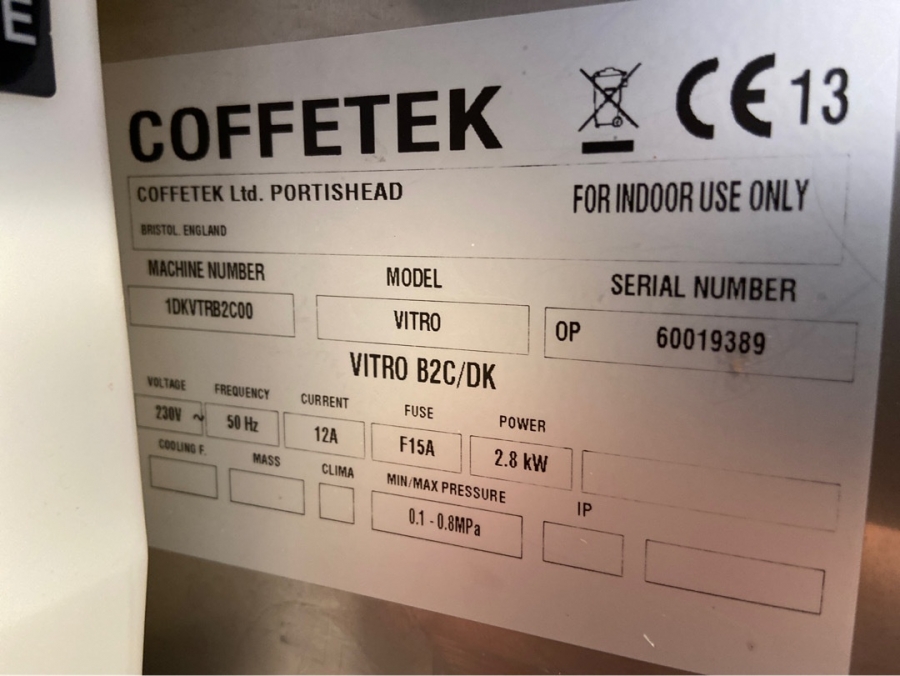 E
COFFETEK CE 13
COFFETEK Ltd. PORTISHEAD FOR INDOOR USE ONLY
BRISTOL. ENGLAND
MACHINE NUMBER MODEL SERIAL NUMBER
1DKVTRB2C00 VITRO OP 60019389
VITRO B2C/DK
VOLTAGE FREQUENCY CURRENT FUSE POWER
230V ~ 50 Hz 12A F15A 2.8 kW
COOLING F. MASS CLIMA MIN/MAX PRESSURE IP
0.1 - 0.8MPa